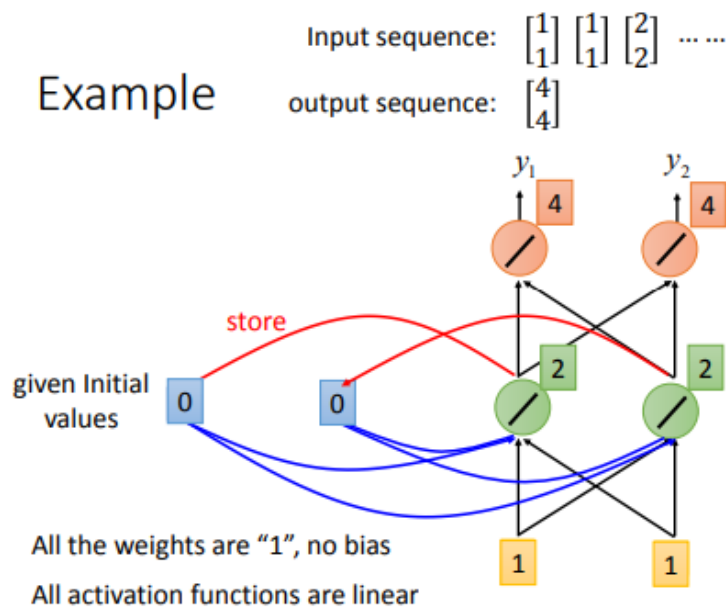 Input sequence: [1 1] [1 1] [2 2] ... ...
Example
output sequence: [4 4]
y₁ y₂
4 4
store
2 2
given Initial
values
0 0
All the weights are “1”, no bias
1 1
All activation functions are linear